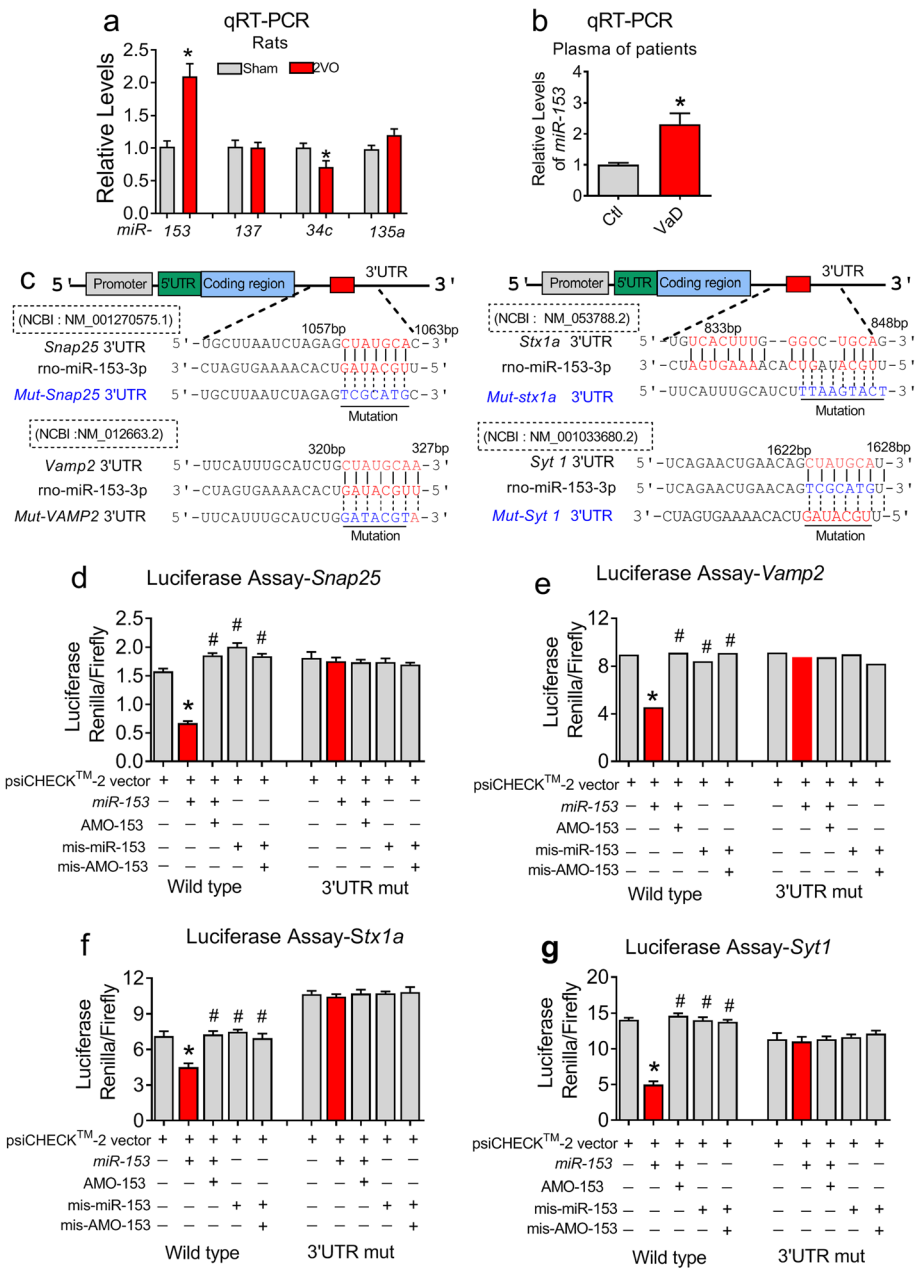 a
qRT-PCR
Rats
Sham 2VO
Relative Levels
2.5
2.0
1.5
1.0
0.5
0.0
*
*
miR- 153 137 34c 135a
b
qRT-PCR
Plasma of patients
Relative Levels
of miR-153
4
3
2
1
0
*
Ctl
VaD
c
5' Promoter 5'UTR Coding region 3'UTR 3'
(NCBI : NM_001270575.1)
1057bp 1063bp
Snap25 3'UTR 5'-UGCUUAAUCUAGAGCUAUGCAC-3'
rno-miR-153-3p 3'-CUAGUGAAAACACUGAUACGUU-5'
Mut-Snap25 3'UTR 5'-UGCUUAAUCUAGAGTCGCATGC-3'
Mutation
(NCBI :NM_012663.2)
320bp 327bp
Vamp2 3'UTR 5'-UUCAUUUGCAUCUGCUAUGCAA-3'
rno-miR-153-3p 3'-CUAGUGAAAACACUGAUACGUU-5'
Mut-VAMP2 3'UTR 5'-UUCAUUUGCAUCUGGATACGTA-3'
Mutation
5' Promoter 5'UTR Coding region 3'UTR 3'
(NCBI : NM_053788.2)
833bp 848bp
Stx1a 3'UTR 5'-UGUCACUUUG--GGCC-UGCAG-3'
rno-miR-153-3p 3'-CUAGUGAAAACACUGAUACGUU-5'
Mut-stx1a 3'UTR 5'-UUCAUUUGCAUCUTTAAGTACT-3'
Mutation
(NCBI : NM_001033680.2)
1622bp 1628bp
Syt 1 3'UTR 5'-UCAGAACUGAACAGCUAUGCAU-3'
rno-miR-153-3p 5'-UCAGAACUGAACAGTCGCATGU-3'
Mut-Syt 1 3'UTR 3'-CUAGUGAAAACACUGAUACGUU-5'
Mutation
d
Luciferase Assay-Snap25
Luciferase
Renilla/Firefly
2.5
2.0
1.5
1.0
0.5
0.0
* # # #
psiCHECK™-2 vector + + + + + + + + + +
miR-153 – + + – – – + + – –
AMO-153 – – + – – – – + – –
mis-miR-153 – – – + + – – – + +
mis-AMO-153 – – – – + – – – – +
Wild type 3'UTR mut
e
Luciferase Assay-Vamp2
Luciferase
Renilla/Firefly
12
8
4
0
* # # #
psiCHECK™-2 vector + + + + + + + + + +
miR-153 – + + – – – + + – –
AMO-153 – – + – – – – + – –
mis-miR-153 – – – + + – – – + +
mis-AMO-153 – – – – + – – – – +
Wild type 3'UTR mut
f
Luciferase Assay-Stx1a
Luciferase
Renilla/Firefly
12
9
6
3
0
* # # #
psiCHECK™-2 vector + + + + + + + + + +
miR-153 – + + – – – + + – –
AMO-153 – – + – – – – + – –
mis-miR-153 – – – + + – – – + +
mis-AMO-153 – – – – + – – – – +
Wild type 3'UTR mut
g
Luciferase Assay-Syt1
Luciferase
Renilla/Firefly
20
15
10
5
0
* # # #
psiCHECK™-2 vector + + + + + + + + + +
miR-153 – + + – – – + + – –
AMO-153 – – + – – – – + – –
mis-miR-153 – – – + + – – – + +
mis-AMO-153 – – – – + – – – – +
Wild type 3'UTR mut